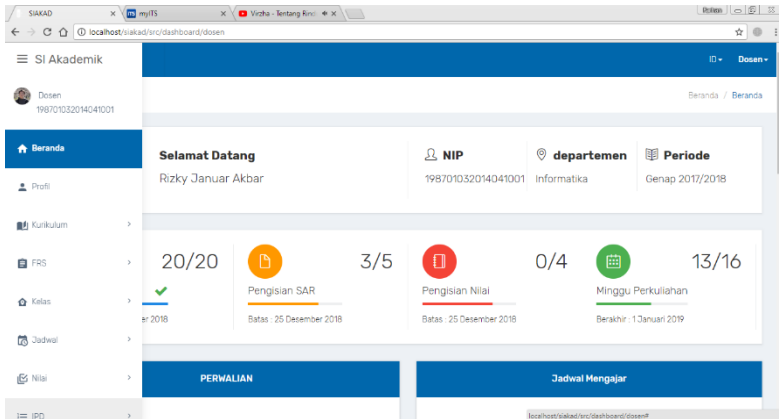 SIAKAD
myITS
Virzha - Tentang Rind
localhost/siakad/src/dashboard/dosen
SI Akademik
ID
Dosen
Dosen
198701032014041001
Beranda / Beranda
Beranda
Profil
Kurikulum
FRS
Kelas
Jadwal
Nilai
IPD
Selamat Datang
Rizky Januar Akbar
NIP
198701032014041001
departemen
Informatika
Periode
Genap 2017/2018
20/20
er 2018
3/5
Pengisian SAR
Batas : 25 Desember 2018
0/4
Pengisian Nilai
Batas : 25 Desember 2018
13/16
Minggu Perkuliahan
Berakhir : 1 Januari 2019
PERWALIAN
Jadwal Mengajar
localhost/siakad/src/dashboard/dosen#